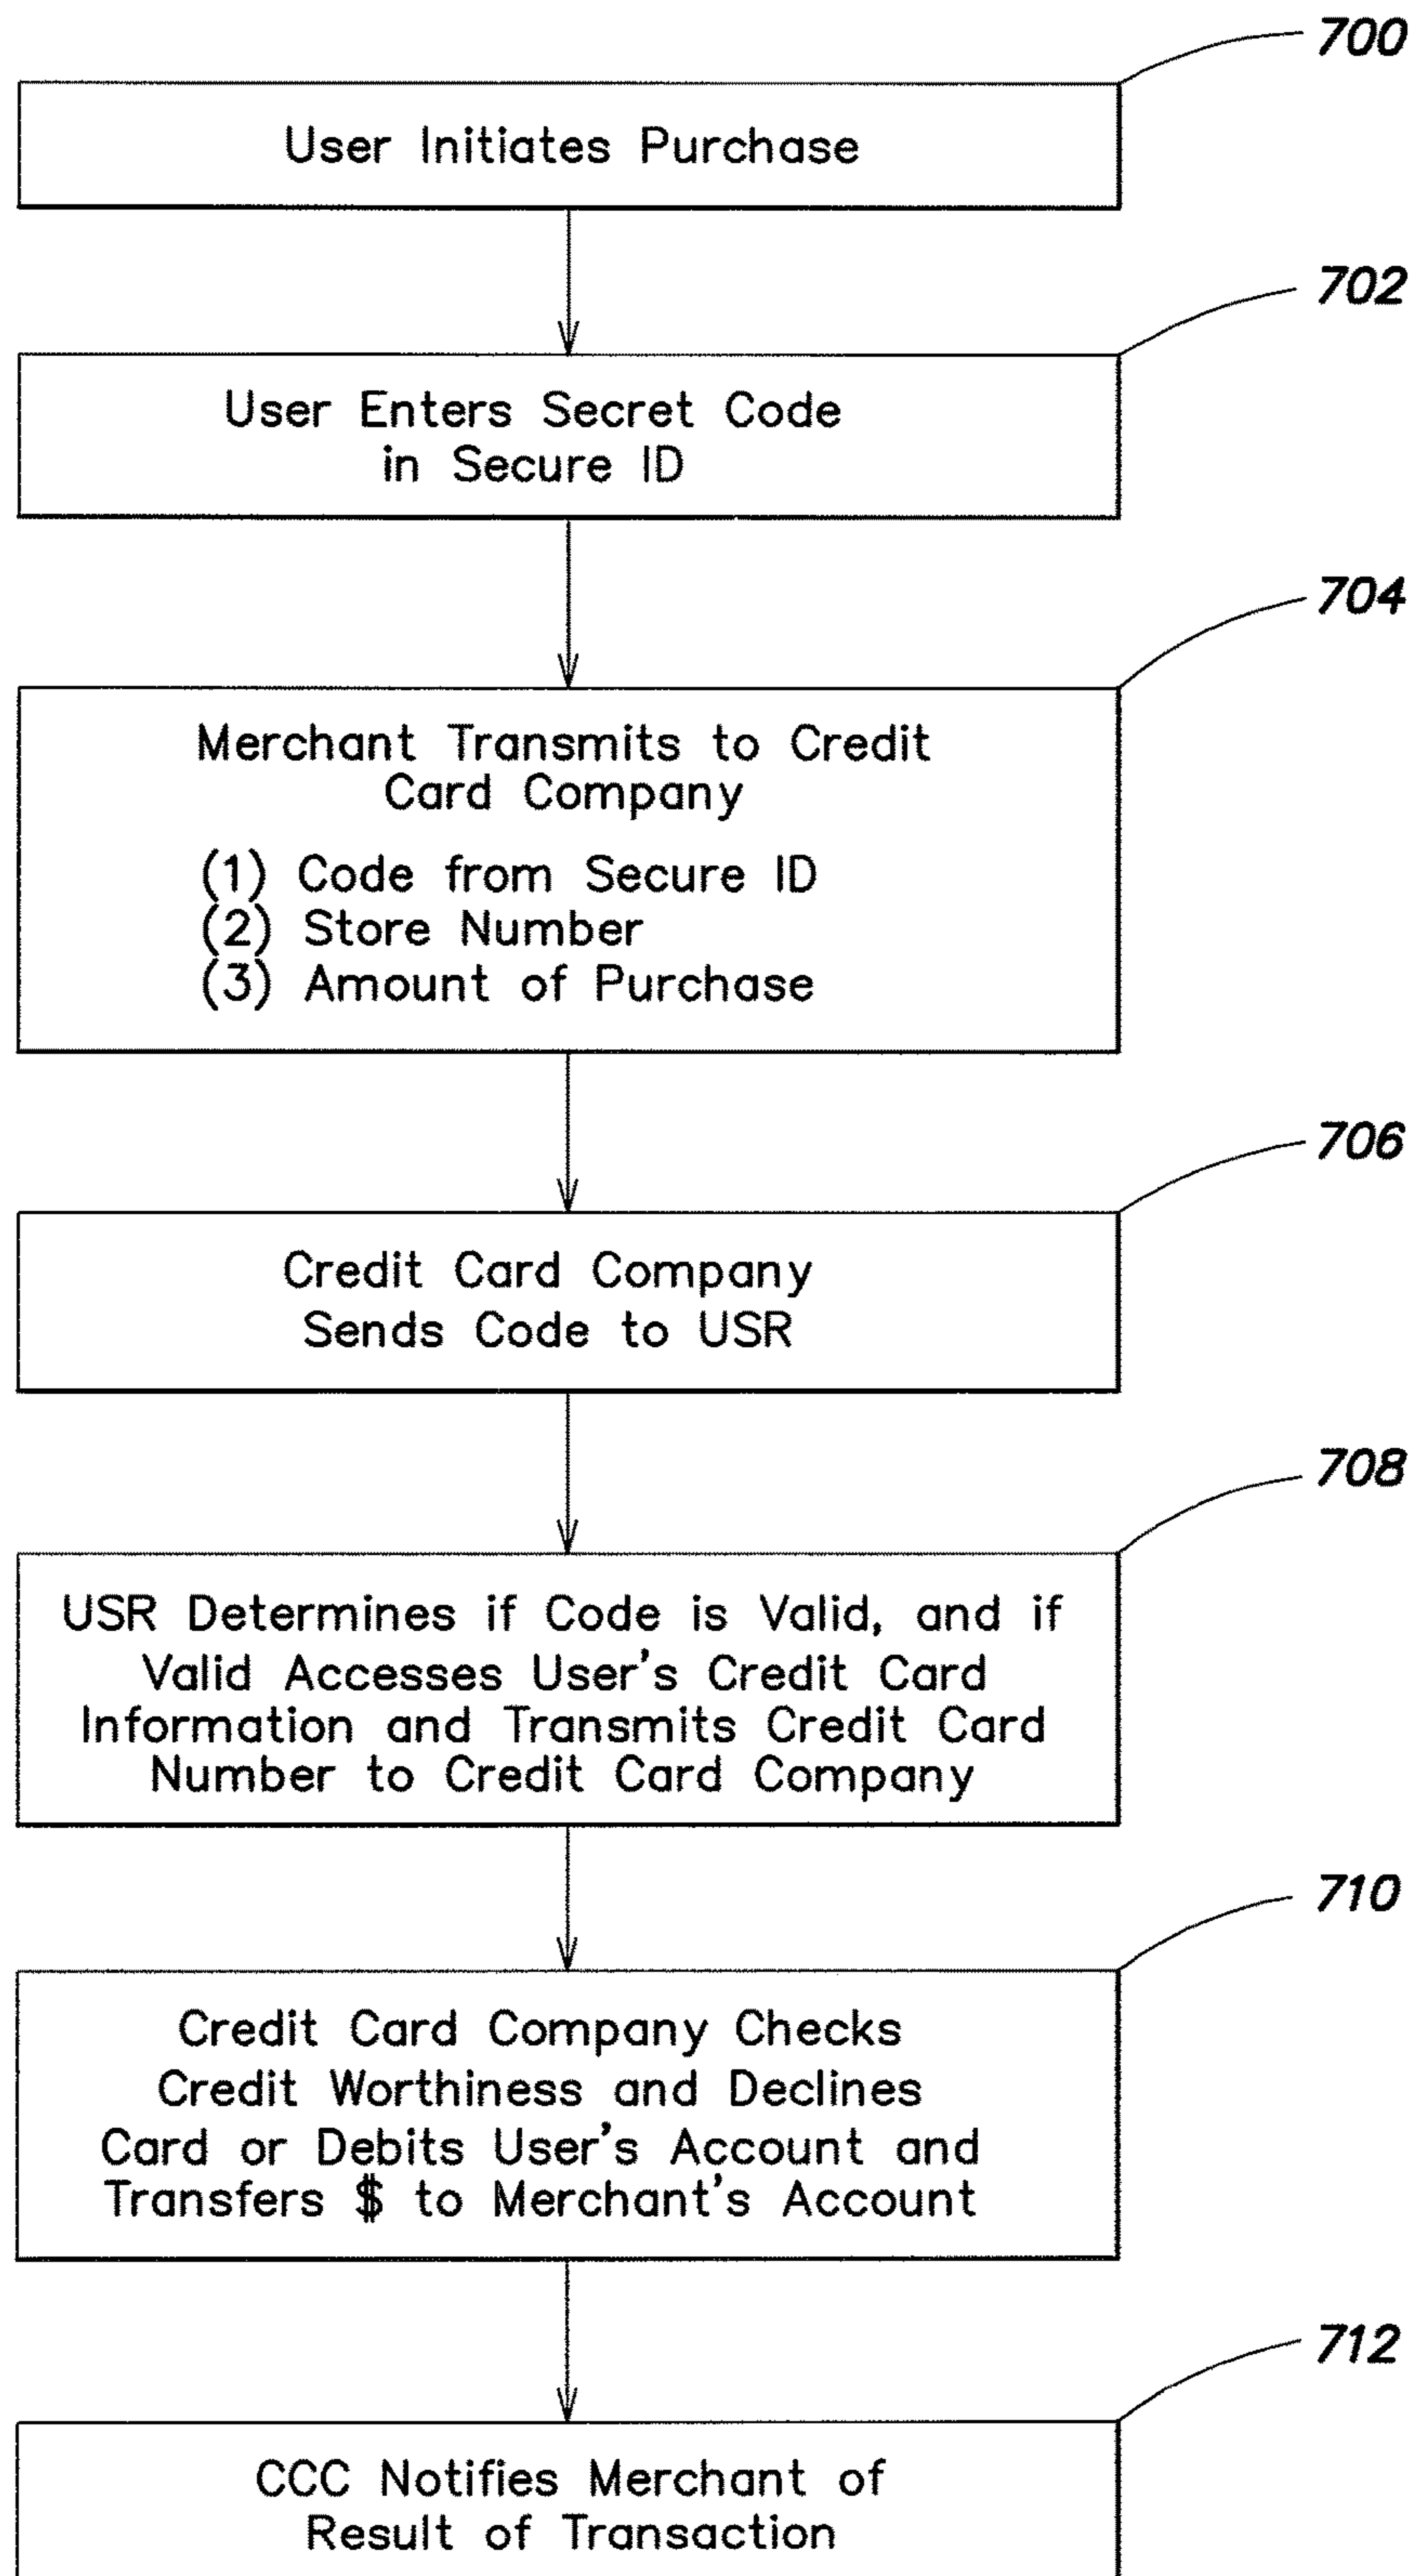 700
User Initiates Purchase
702
User Enters Secret Code
in Secure ID
704
Merchant Transmits to Credit
Card Company
(1) Code from Secure ID
(2) Store Number
(3) Amount of Purchase
706
Credit Card Company
Sends Code to USR
708
USR Determines if Code is Valid, and if
Valid Accesses User's Credit Card
Information and Transmits Credit Card
Number to Credit Card Company
710
Credit Card Company Checks
Credit Worthiness and Declines
Card or Debits User's Account and
Transfers $ to Merchant's Account
712
CCC Notifies Merchant of
Result of Transaction